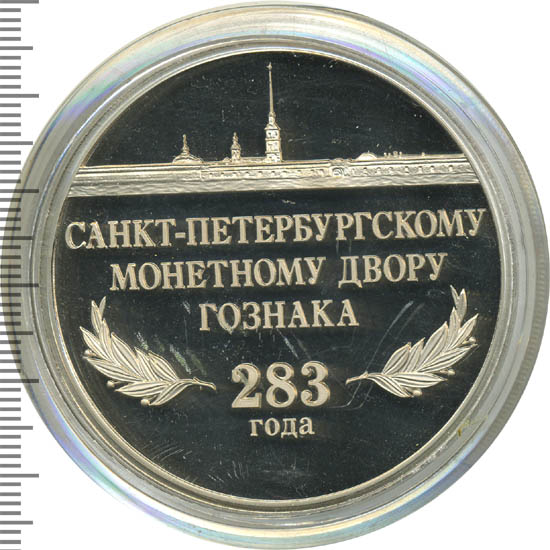 САНКТ-ПЕТЕРБУРГСКОМУ
МОНЕТНОМУ ДВОРУ
ГОЗНАКА
283
года